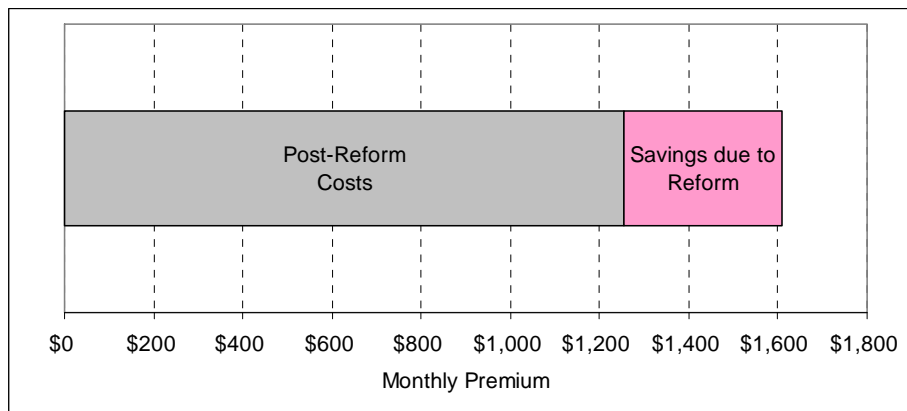 Post-Reform
Costs
Savings due to
Reform
$0 $200 $400 $600 $800 $1,000 $1,200 $1,400 $1,600 $1,800
Monthly Premium